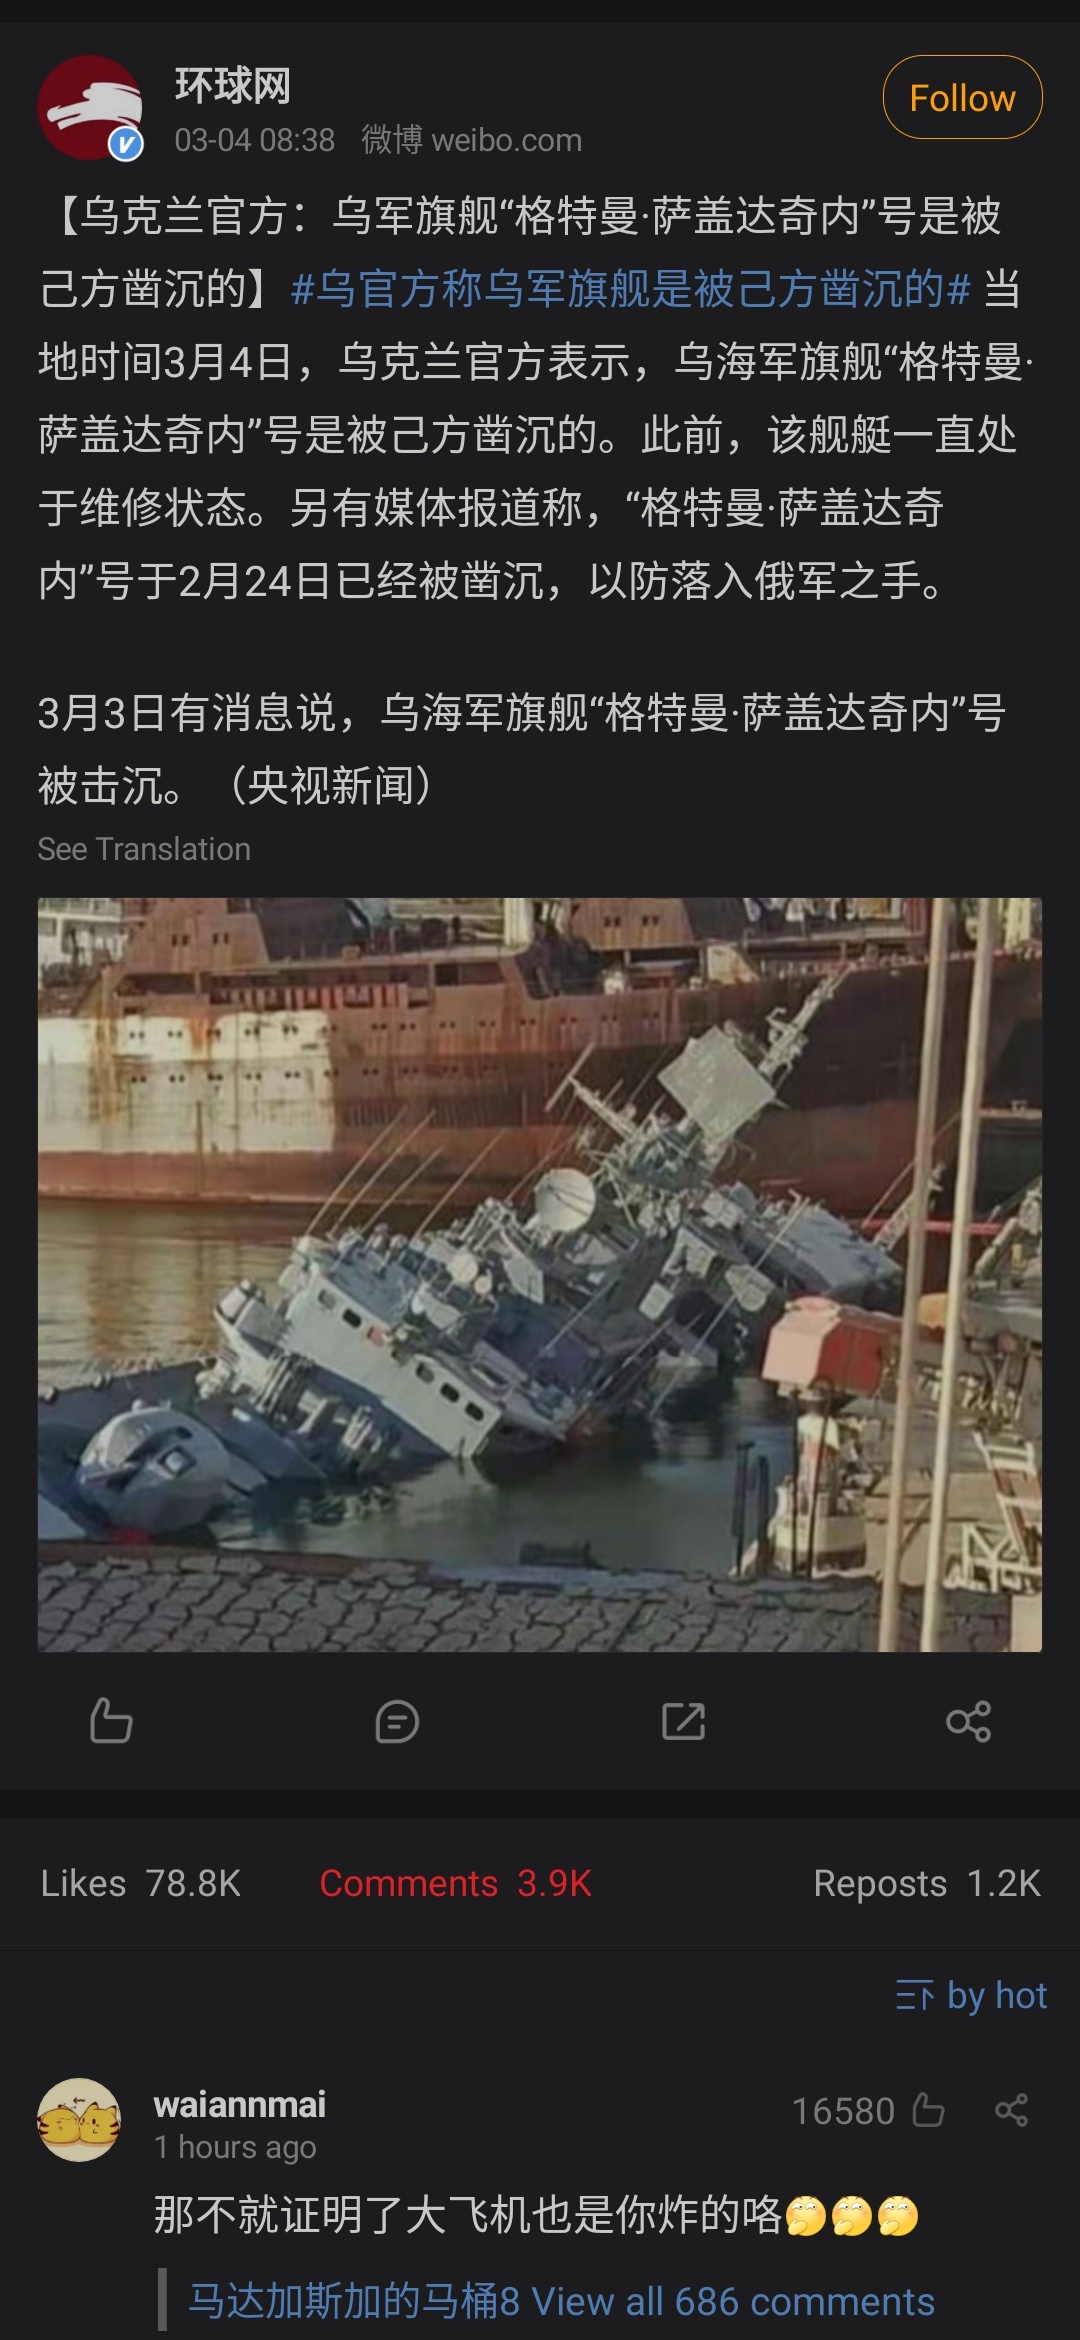 环球网
03-04 08:38 微博 weibo.com
Follow
【乌克兰官方：乌军旗舰“格特曼·萨盖达奇内”号是被
己方凿沉的】#乌官方称乌军旗舰是被己方凿沉的# 当
地时间3月4日，乌克兰官方表示，乌海军旗舰“格特曼·
萨盖达奇内”号是被己方凿沉的。此前，该舰艇一直处
于维修状态。另有媒体报道称，“格特曼·萨盖达奇
内”号于2月24日已经被凿沉，以防落入俄军之手。
3月3日有消息说，乌海军旗舰“格特曼·萨盖达奇内”号
被击沉。（央视新闻）
See Translation
Likes 78.8K Comments 3.9K Reposts 1.2K
by hot
waiannmai
16580
1 hours ago
那不就证明了大飞机也是你炸的咯🤔🤔🤔
马达加斯加的马桶8 View all 686 comments